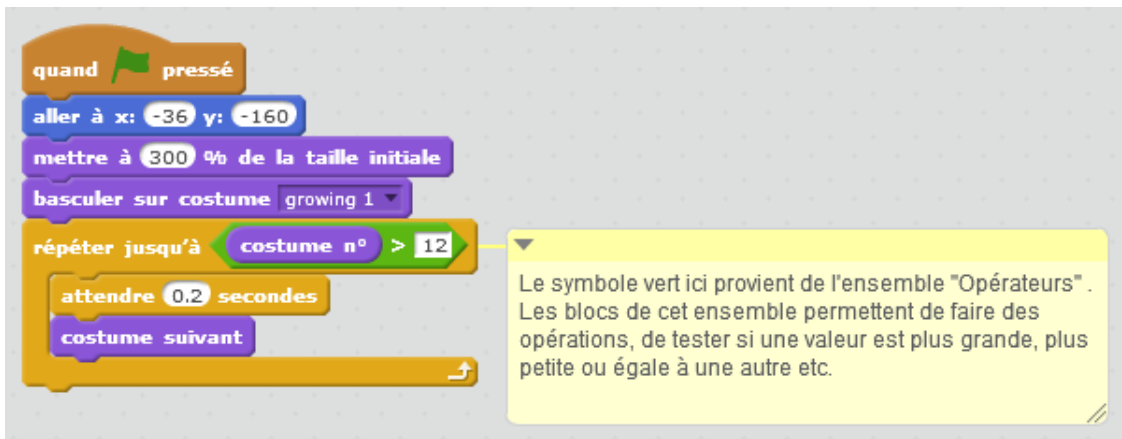 quand pressé
aller à x: -36 y: -160
mettre à 300 % de la taille initiale
basculer sur costume growing 1
répéter jusqu'à costume n° > 12
attendre 0.2 secondes
costume suivant
Le symbole vert ici provient de l'ensemble "Opérateurs" .
Les blocs de cet ensemble permettent de faire des
opérations, de tester si une valeur est plus grande, plus
petite ou égale à une autre etc.